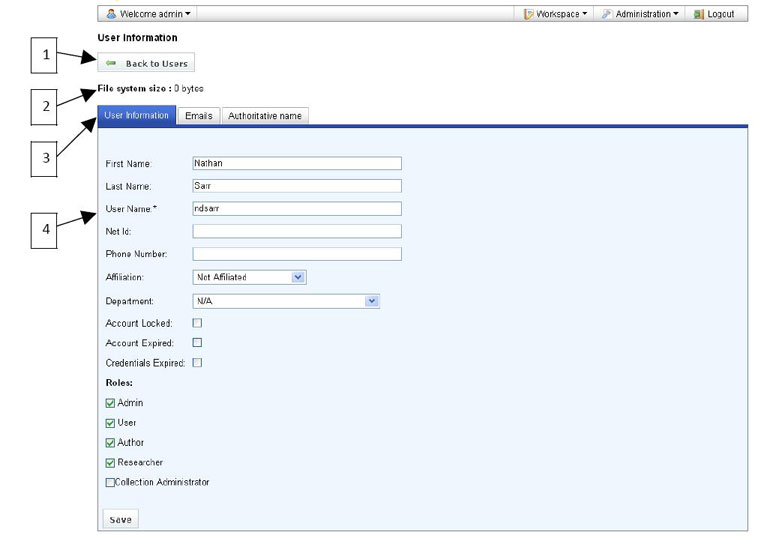 Welcome admin Workspace Administration Logout
User Information
1
Back to Users
2
File system size : 0 bytes
User Information Emails Authoritative name
3
First Name: Nathan
Last Name: Sarr
4
User Name:* ndsarr
Net Id:
Phone Number:
Affiliation: Not Affiliated
Department: N/A
Account Locked:
Account Expired:
Credentials Expired:
Roles:
Admin
User
Author
Researcher
Collection Administrator
Save